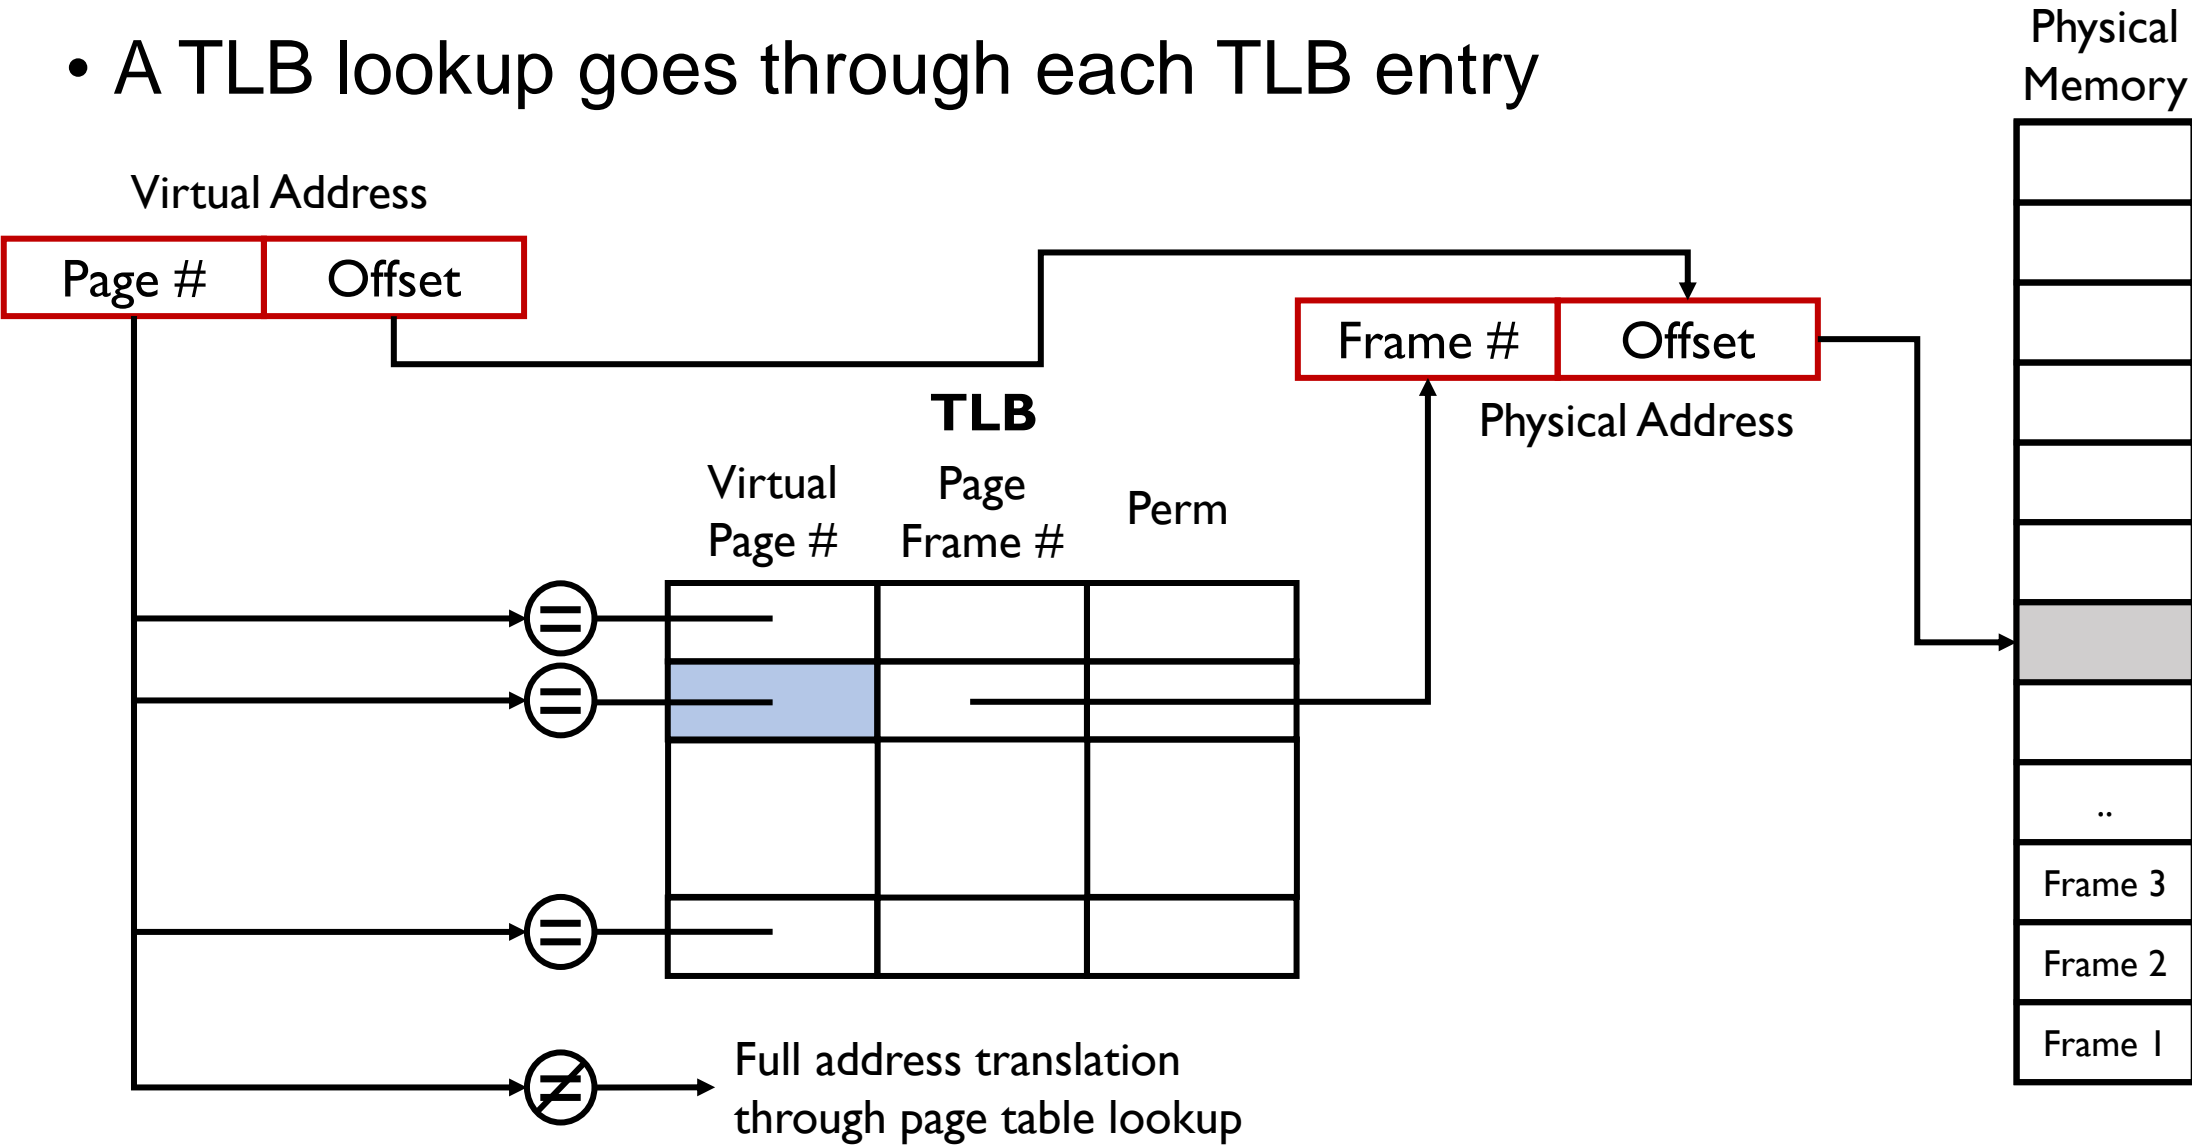 • A TLB lookup goes through each TLB entry
Physical
Memory
Virtual Address
Page # Offset
Frame # Offset
Physical Address
TLB
Virtual
Page #
Page
Frame #
Perm
=
=
=
≠
Full address translation
through page table lookup
..
Frame 3
Frame 2
Frame 1